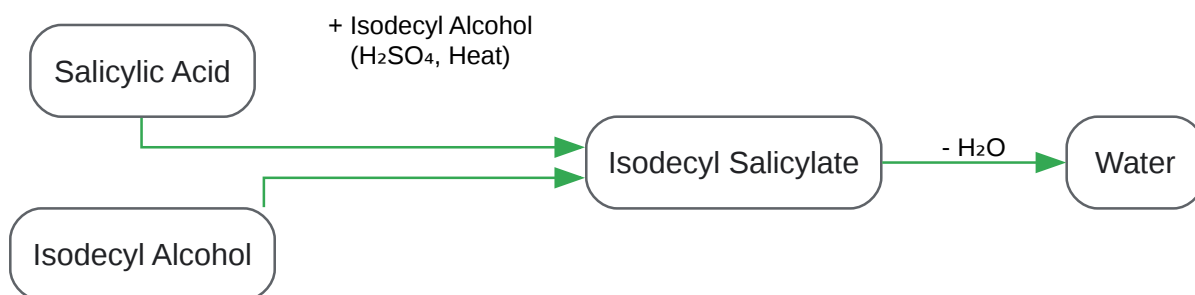 + Isodecyl Alcohol
(H₂SO₄, Heat)
Salicylic Acid
Isodecyl Salicylate
- H₂O
Water
Isodecyl Alcohol